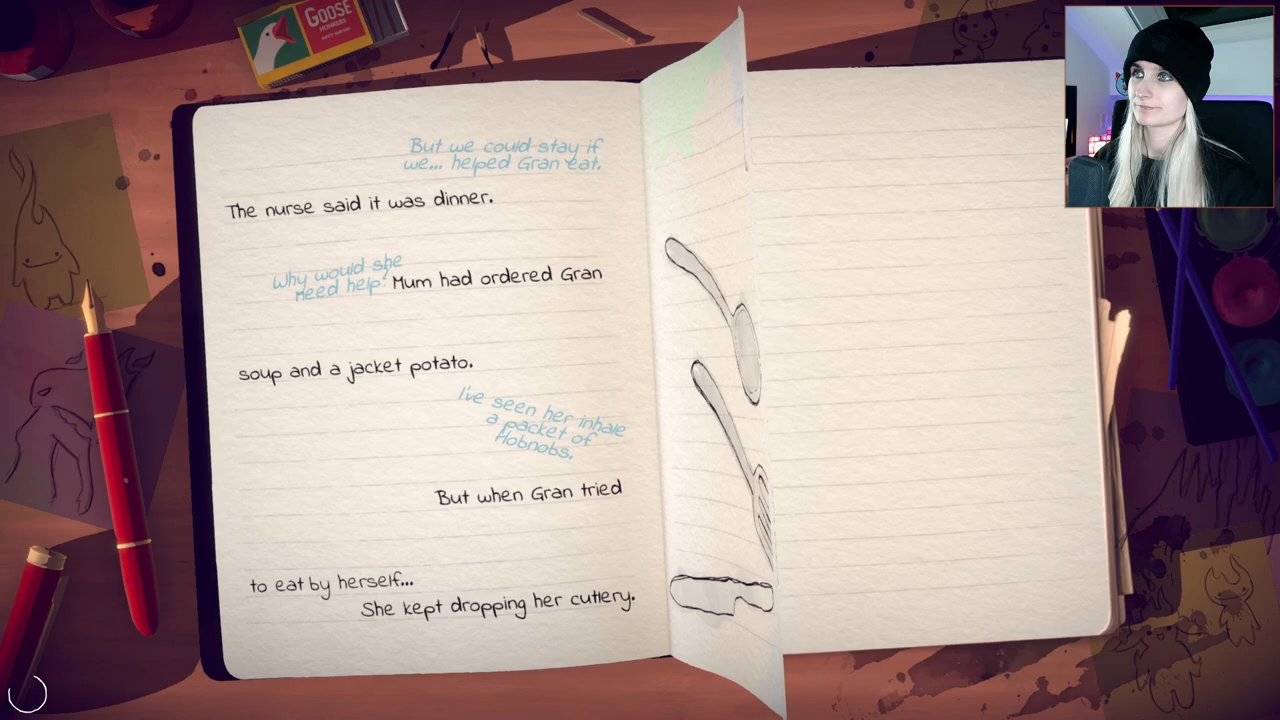 GOOSE
HONKERS
But we could stay if
we... helped Gran eat.
The nurse said it was dinner.
Why would she
need help?
Mum had ordered Gran
soup and a jacket potato.
I've seen her inhale
a packet of
Hobnobs.
But when Gran tried
to eat by herself...
She kept dropping her cutlery.